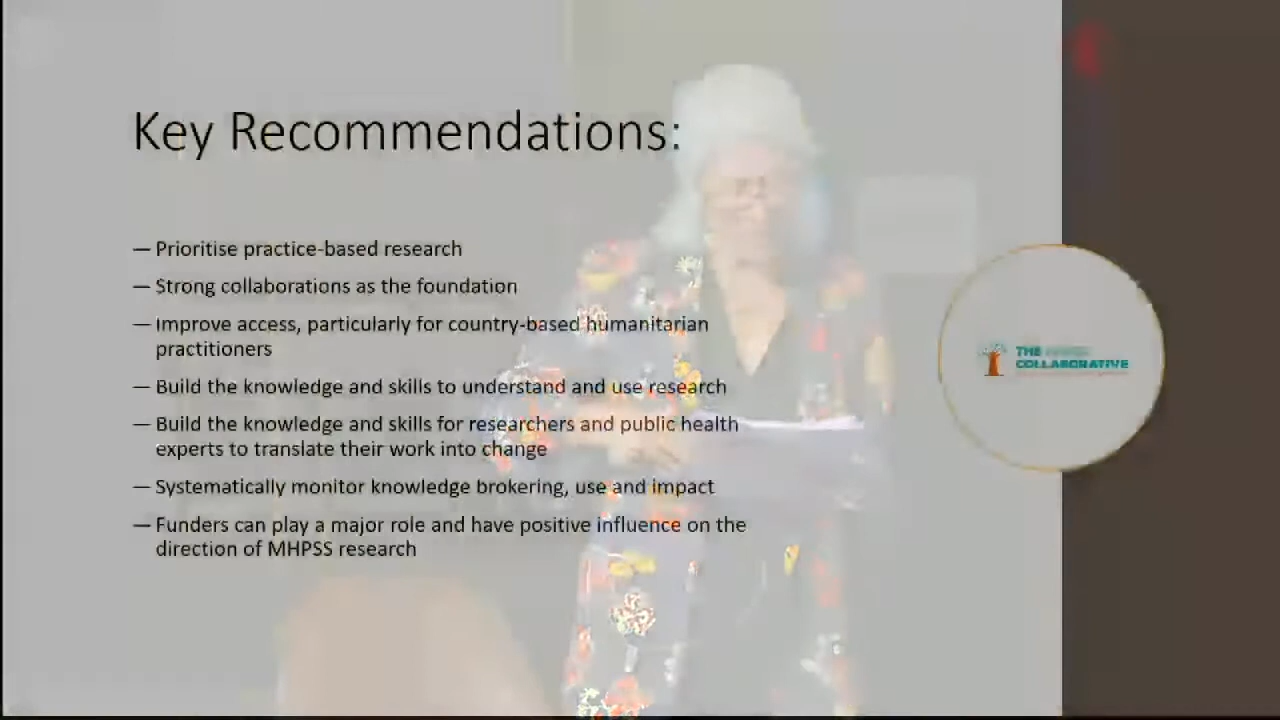 Key Recommendations:
— Prioritise practice-based research
— Strong collaborations as the foundation
— Improve access, particularly for country-based humanitarian
practitioners
— Build the knowledge and skills to understand and use research
— Build the knowledge and skills for researchers and public health
experts to translate their work into change
— Systematically monitor knowledge brokering, use and impact
— Funders can play a major role and have positive influence on the
direction of MHPSS research
THE
COLLABORATIVE